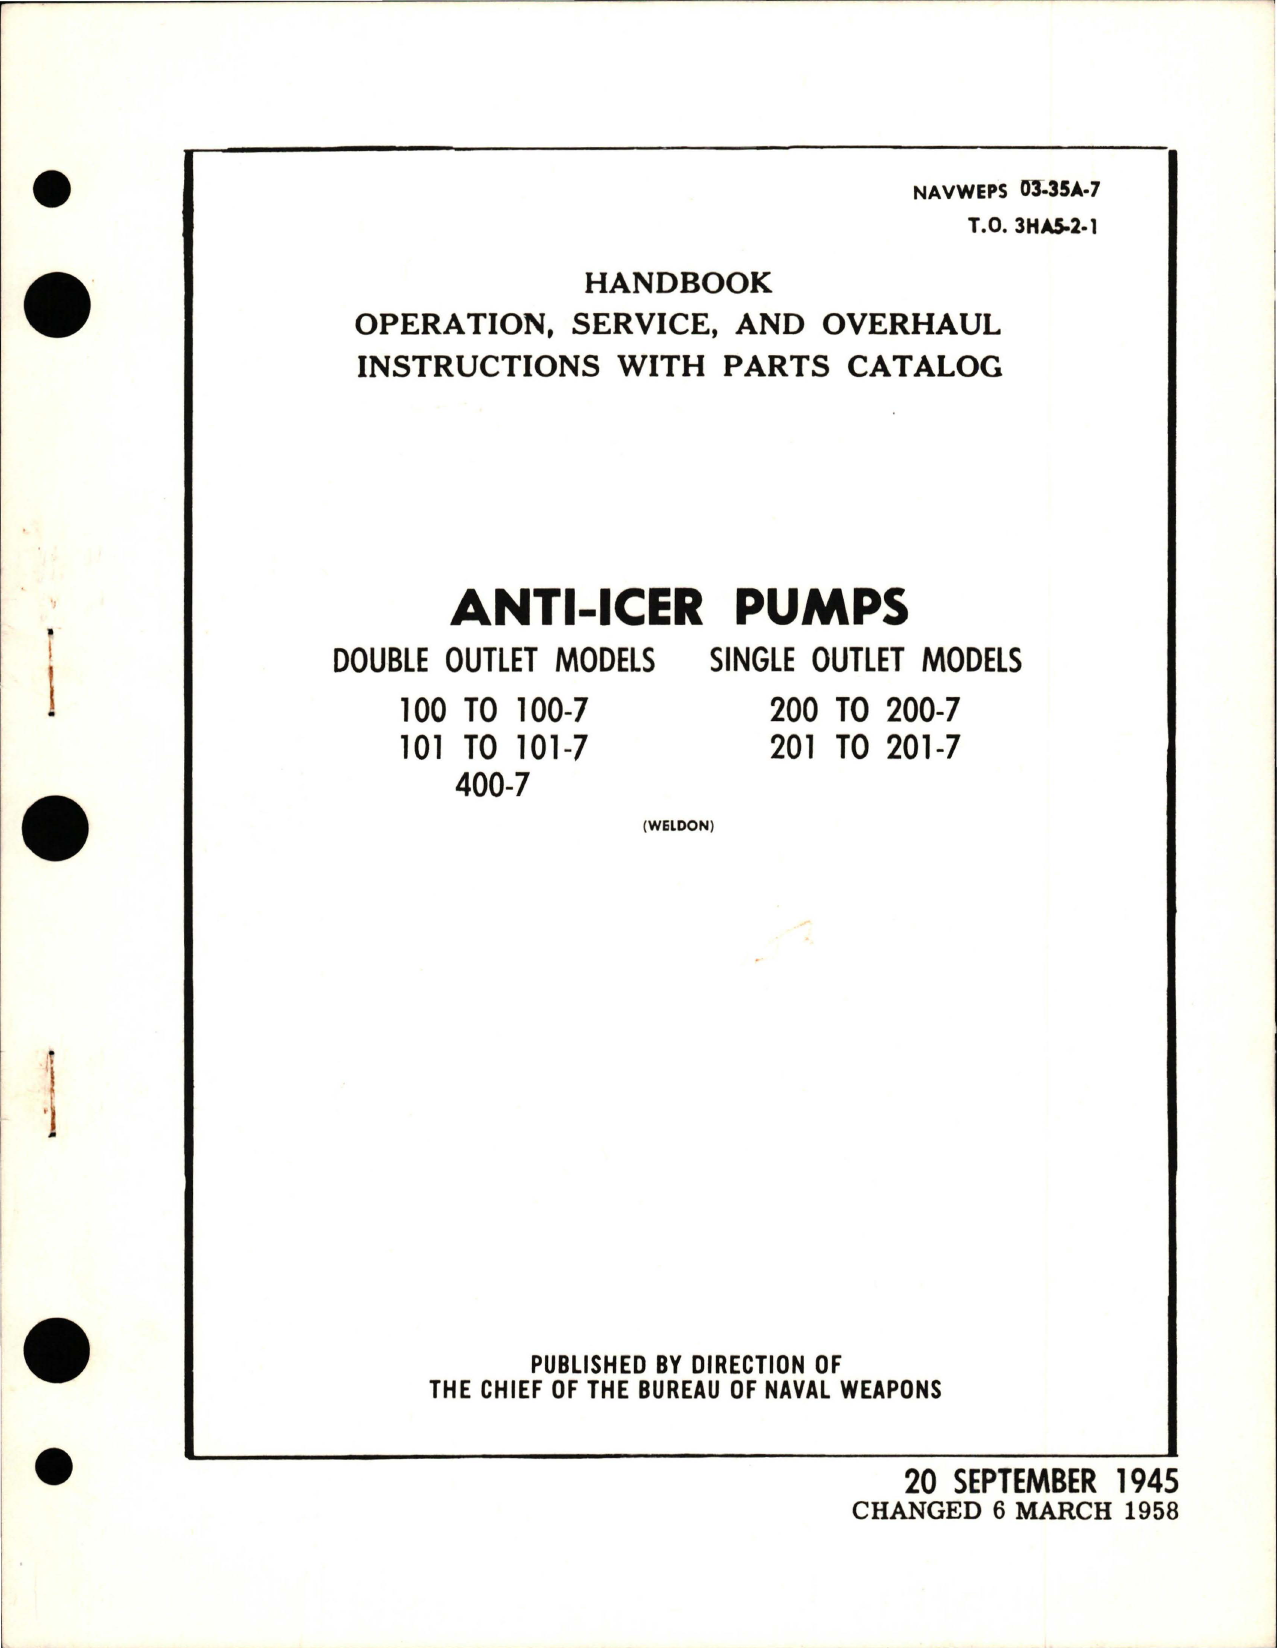 NAVWEPS 03-35A-7
T.O. 3HA5-2-1
HANDBOOK
OPERATION, SERVICE, AND OVERHAUL
INSTRUCTIONS WITH PARTS CATALOG
ANTI-ICER PUMPS
DOUBLE OUTLET MODELS SINGLE OUTLET MODELS
100 TO 100-7 200 TO 200-7
101 TO 101-7 201 TO 201-7
400-7
(WELDON)
PUBLISHED BY DIRECTION OF
THE CHIEF OF THE BUREAU OF NAVAL WEAPONS
20 SEPTEMBER 1945
CHANGED 6 MARCH 1958